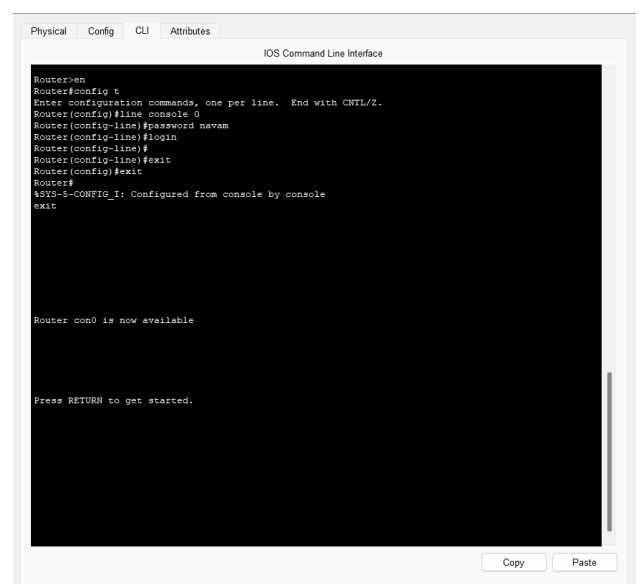 Physical Config CLI Attributes
IOS Command Line Interface
Router>en
Router#config t
Enter configuration commands, one per line.  End with CNTL/Z.
Router(config)#line console 0
Router(config-line)#password navam
Router(config-line)#login
Router(config-line)#
Router(config-line)#exit
Router(config)#exit
Router#
%SYS-5-CONFIG_I: Configured from console by console
exit
Router con0 is now available
Press RETURN to get started.
Copy Paste